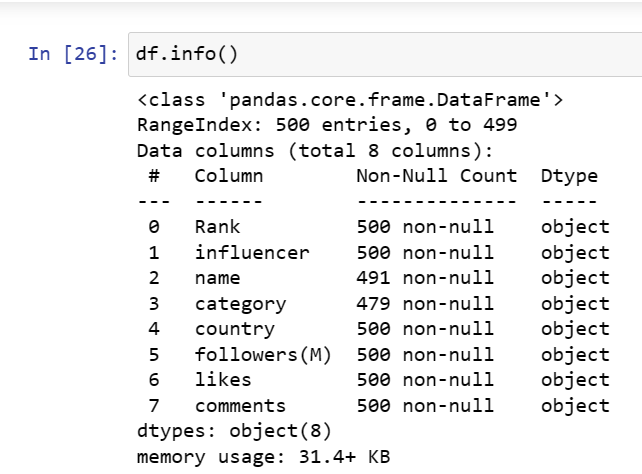 In [26]: df.info()
<class 'pandas.core.frame.DataFrame'>
RangeIndex: 500 entries, 0 to 499
Data columns (total 8 columns):
 #   Column        Non-Null Count  Dtype
---  ------        --------------  -----
 0   Rank          500 non-null    object
 1   influencer    500 non-null    object
 2   name          491 non-null    object
 3   category      479 non-null    object
 4   country       500 non-null    object
 5   followers(M)  500 non-null    object
 6   likes         500 non-null    object
 7   comments      500 non-null    object
dtypes: object(8)
memory usage: 31.4+ KB